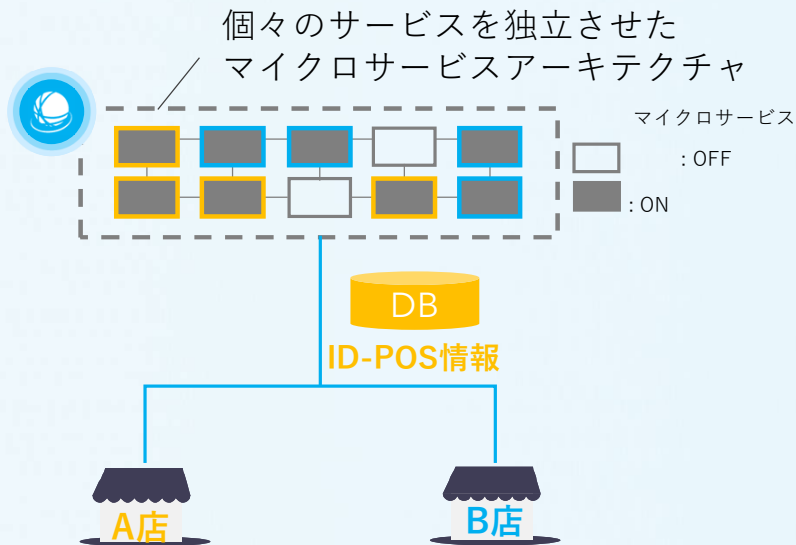 個々のサービスを独立させた
マイクロサービスアーキテクチャ
マイクロサービス
: OFF
: ON
DB
ID-POS情報
A店
B店